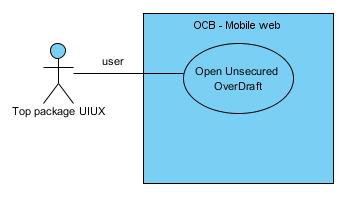 OCB - Mobile web
user
Open Unsecured
OverDraft
Top package UIUX